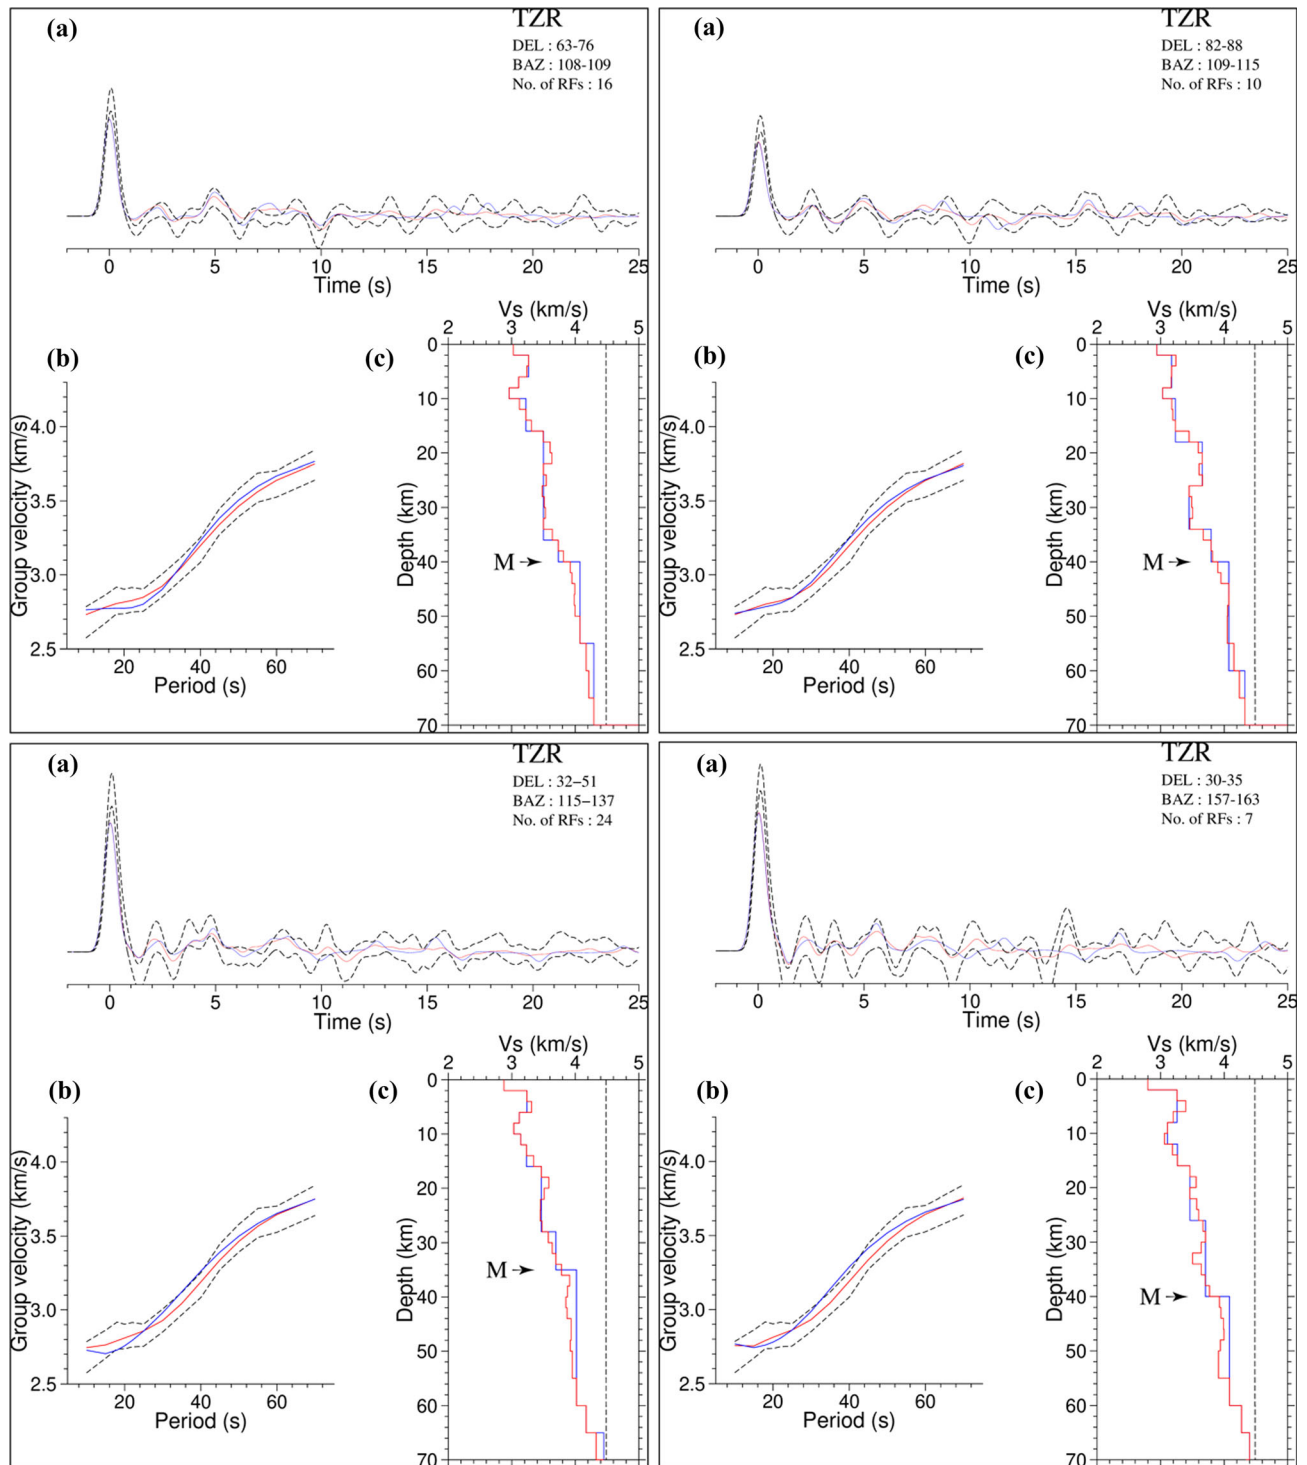 (a)
TZR
DEL : 63-76
BAZ : 108-109
No. of RFs : 16
0 5 10 15 20 25
Time (s)
(b)
Group velocity (km/s)
4.0
3.5
3.0
2.5
20 40 60
Period (s)
(c)
Vs (km/s)
2 3 4 5
Depth (km)
0
10
20
30
M
40
50
60
70
(a)
TZR
DEL : 82-88
BAZ : 109-115
No. of RFs : 10
0 5 10 15 20 25
Time (s)
(b)
Group velocity (km/s)
4.0
3.5
3.0
2.5
20 40 60
Period (s)
(c)
Vs (km/s)
2 3 4 5
Depth (km)
0
10
20
30
M
40
50
60
70
(a)
TZR
DEL : 32–51
BAZ : 115–137
No. of RFs : 24
0 5 10 15 20 25
Time (s)
(b)
Group velocity (km/s)
4.0
3.5
3.0
2.5
20 40 60
Period (s)
(c)
Vs (km/s)
2 3 4 5
Depth (km)
0
10
20
30
M
40
50
60
70
(a)
TZR
DEL : 30-35
BAZ : 157-163
No. of RFs : 7
0 5 10 15 20 25
Time (s)
(b)
Group velocity (km/s)
4.0
3.5
3.0
2.5
20 40 60
Period (s)
(c)
Vs (km/s)
2 3 4 5
Depth (km)
0
10
20
30
M
40
50
60
70